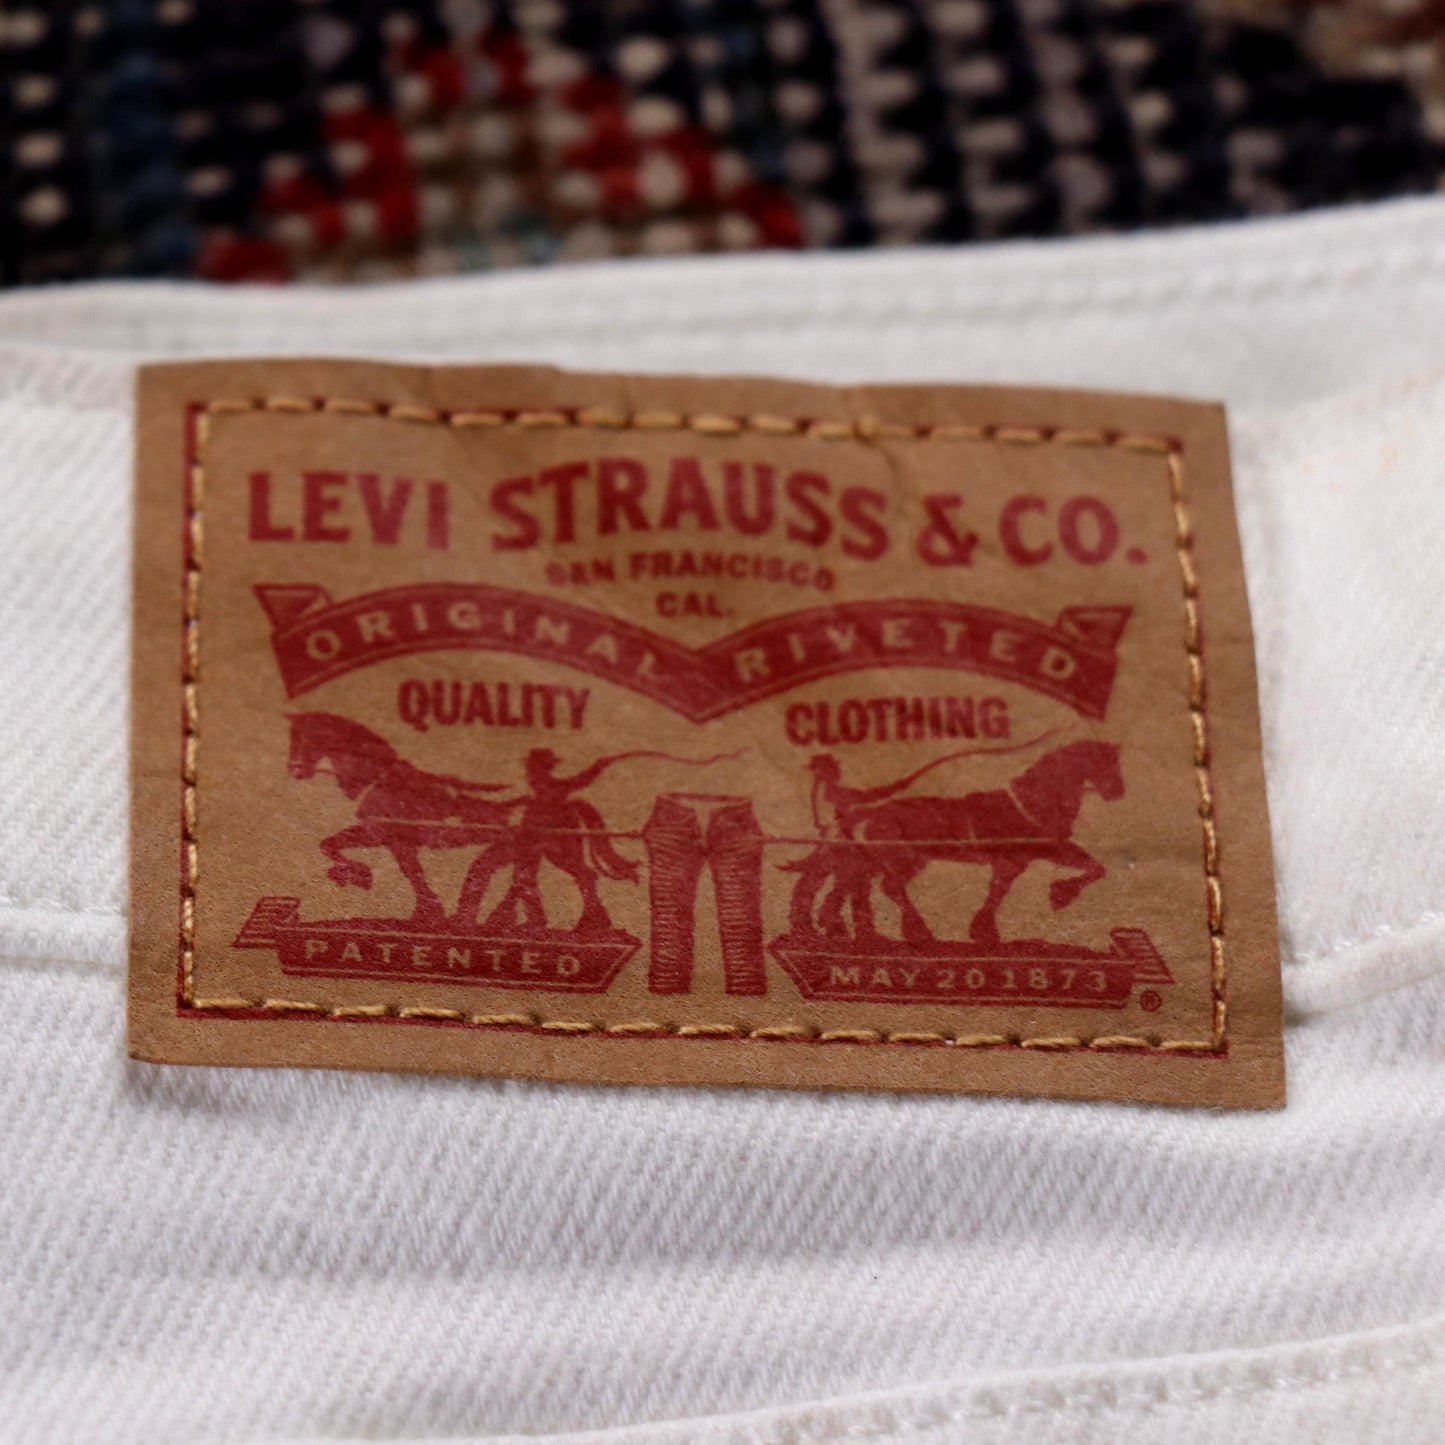 LEVI STRAUSS & CO.
SAN FRANCISCO
CAL.
ORIGINAL RIVETED
QUALITY CLOTHING
PATENTED MAY 20 1873 ®